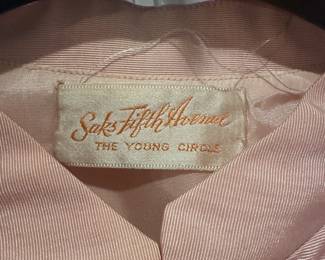 Saks Fifth Avenue
THE YOUNG CIRCLE